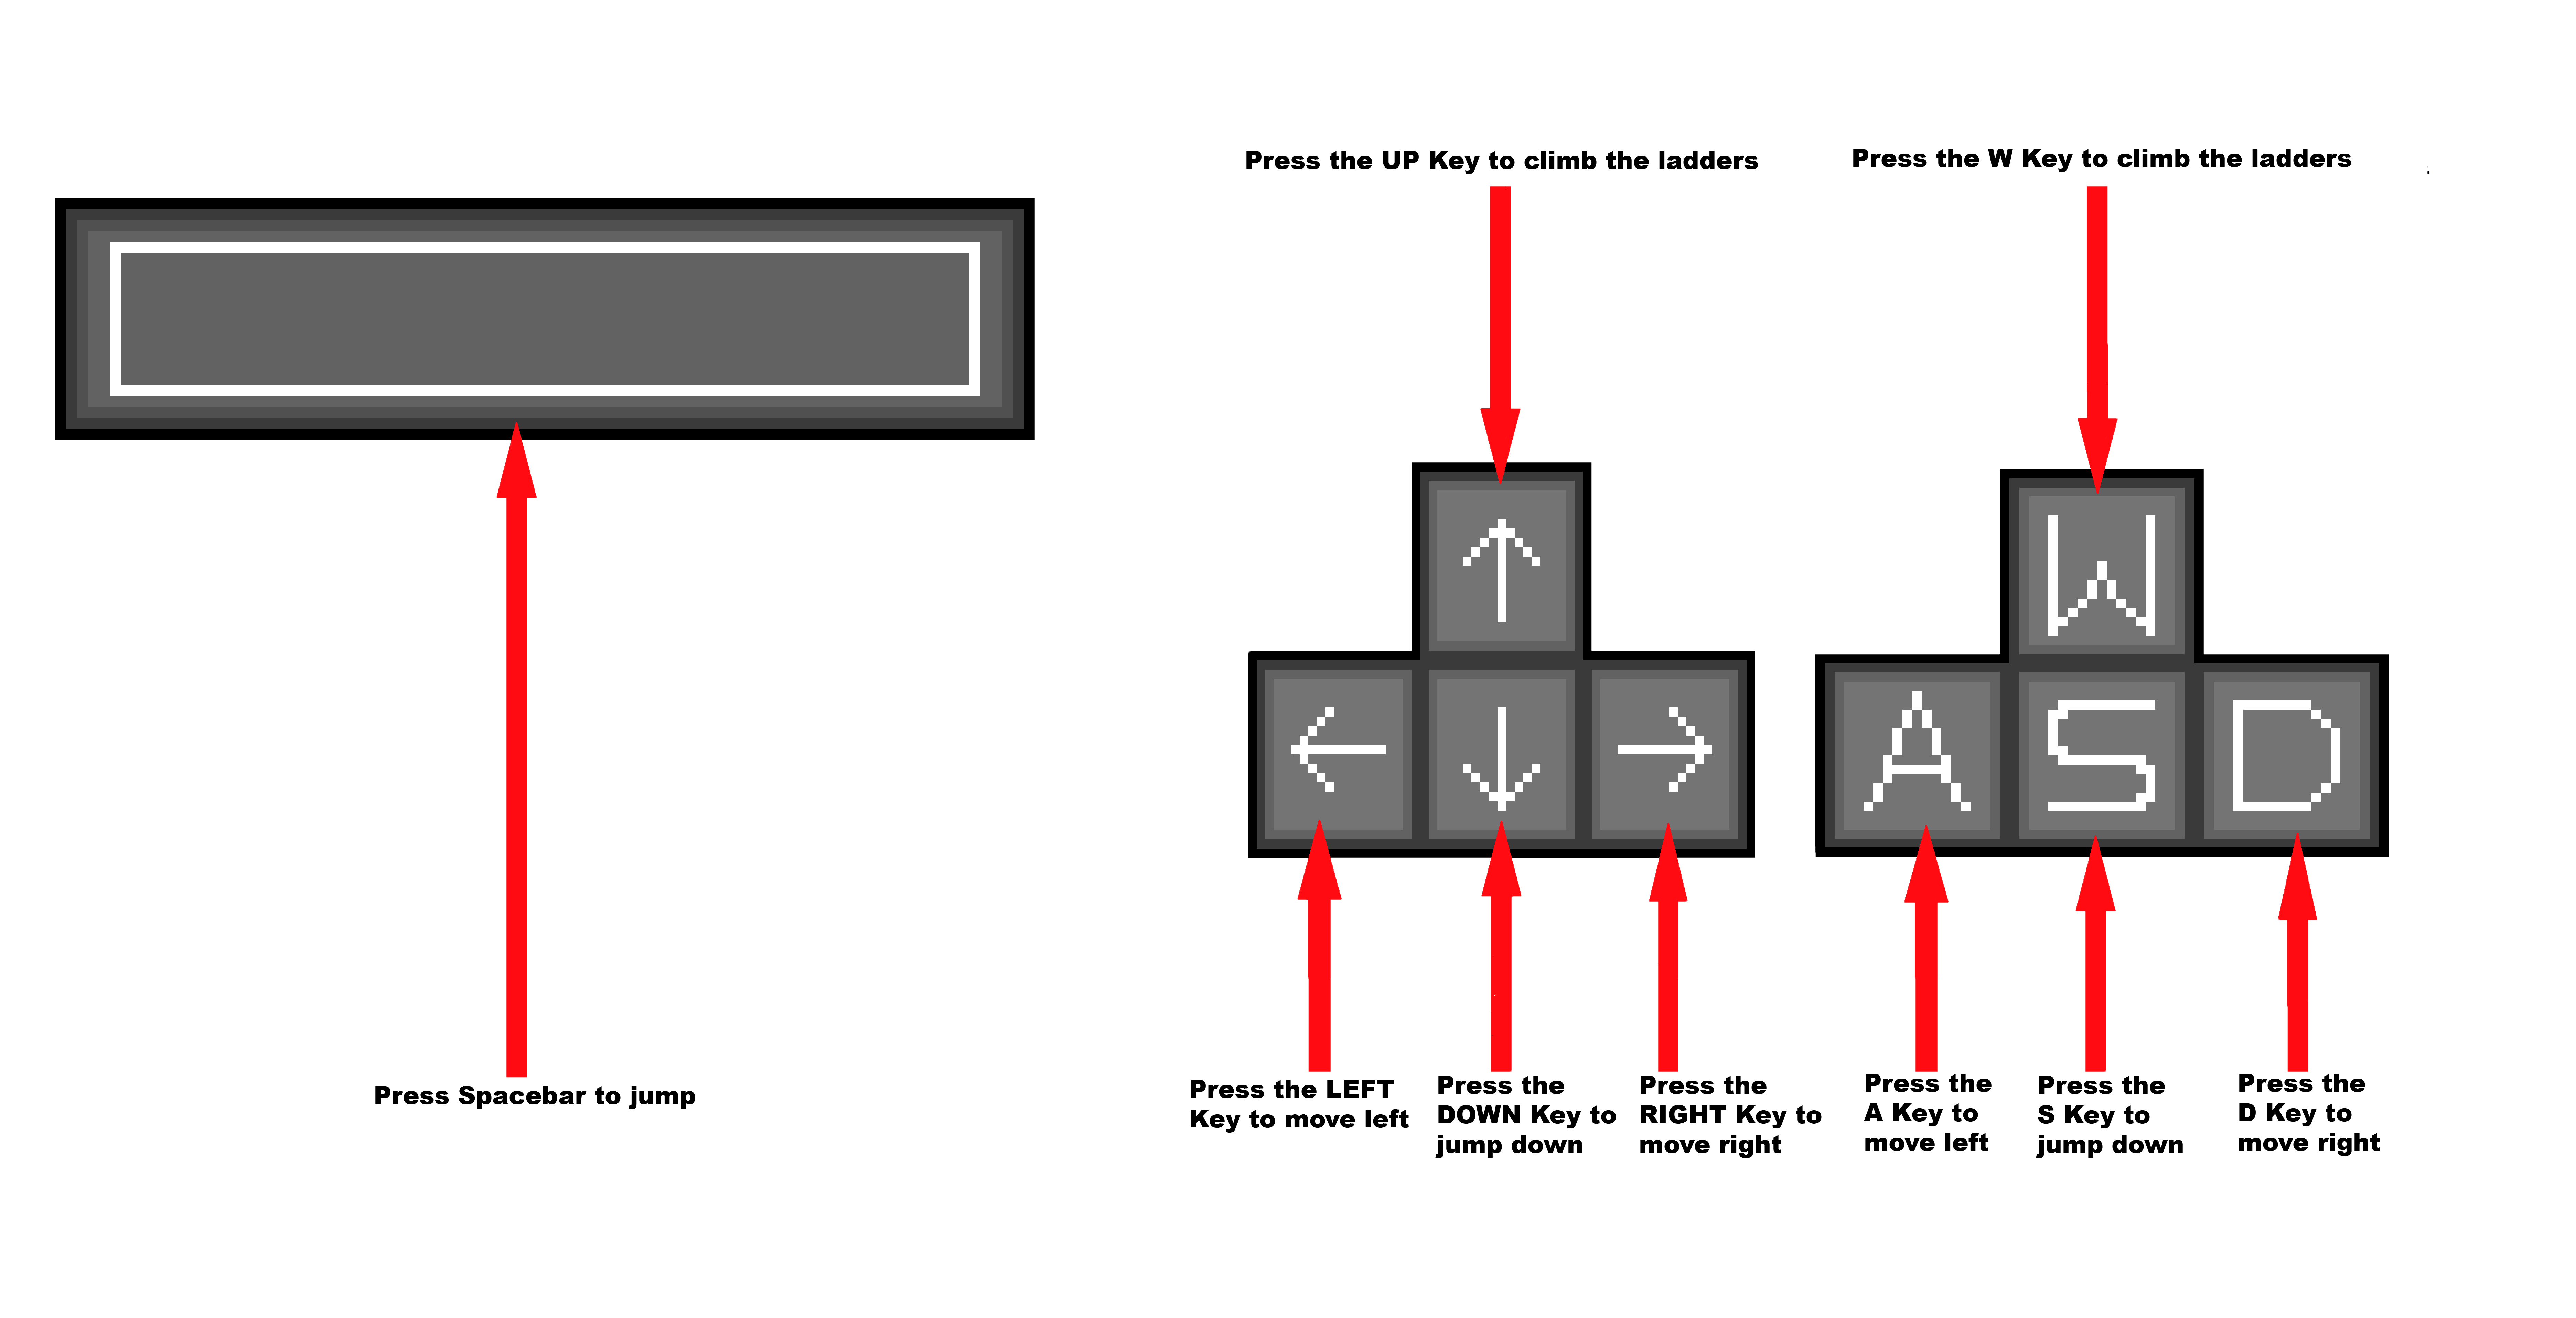 Press the UP Key to climb the ladders
Press the W Key to climb the ladders
W
A
S
D
Press Spacebar to jump
Press the LEFT
Key to move left
Press the
DOWN Key to
jump down
Press the
RIGHT Key to
move right
Press the
A Key to
move left
Press the
S Key to
jump down
Press the
D Key to
move right